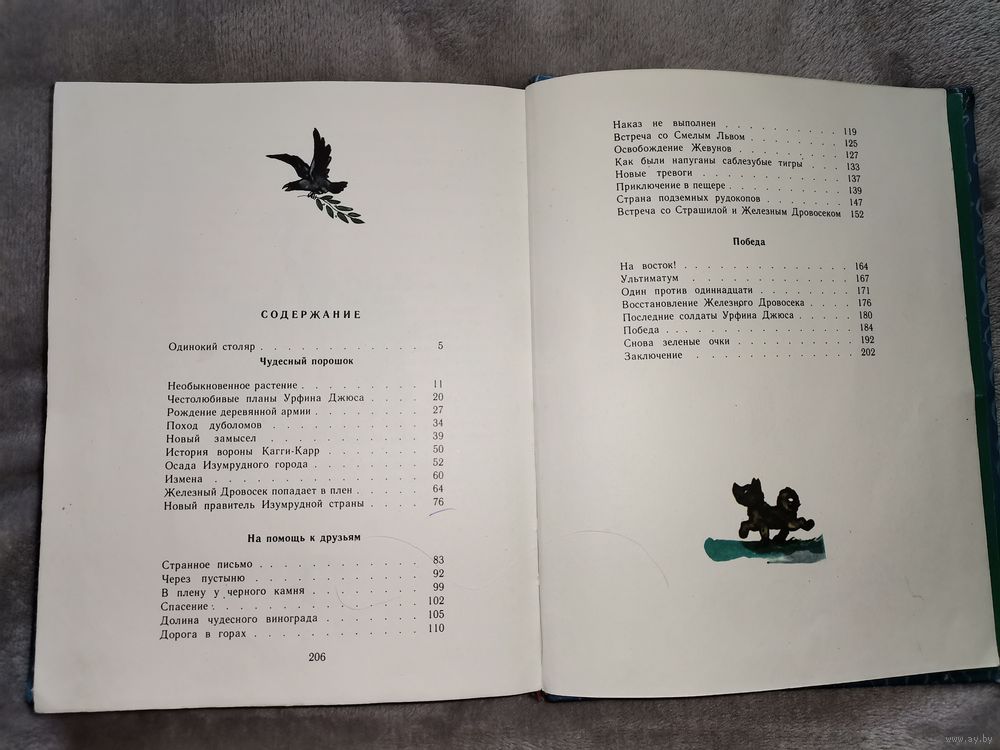 СОДЕРЖАНИЕ
Одинокий столяр . . . . . . . . . . . . 5
Чудесный порошок
Необыкновенное растение . . . . . . . . . 11
Честолюбивые планы Урфина Джюса . . . . 20
Рождение деревянной армии . . . . . . . . 27
Поход дуболомов . . . . . . . . . . . 34
Новый замысел . . . . . . . . . . . 39
История вороны Кагги-Карр . . . . . . . 50
Осада Изумрудного города . . . . . . . . 52
Измена . . . . . . . . . . . . . . 60
Железный Дровосек попадает в плен . . . . . 64
Новый правитель Изумрудной страны . . . . 76
На помощь к друзьям
Странное письмо . . . . . . . . . . . 83
Через пустыню . . . . . . . . . . . 92
В плену у черного камня . . . . . . . . 99
Спасение . . . . . . . . . . . . . 102
Долина чудесного винограда . . . . . . . 105
Дорога в горах . . . . . . . . . . . 110
206
Наказ не выполнен . . . . . . . . . . 119
Встреча со Смелым Львом . . . . . . . . 125
Освобождение Жевунов . . . . . . . . . 127
Как были напуганы саблезубые тигры . . . 133
Новые тревоги . . . . . . . . . . . 137
Приключение в пещере . . . . . . . . . 139
Страна подземных рудокопов . . . . . . . 147
Встреча со Страшилой и Железным Дровосеком 152
Победа
На восток! . . . . . . . . . . . . . 164
Ультиматум . . . . . . . . . . . . 167
Один против одиннадцати . . . . . . . . 171
Восстановление Железного Дровосека . . . . 176
Последние солдаты Урфина Джюса . . . . . 180
Победа . . . . . . . . . . . . . . 184
Снова зеленые очки . . . . . . . . . . 192
Заключение . . . . . . . . . . . . 202
www.ay.by